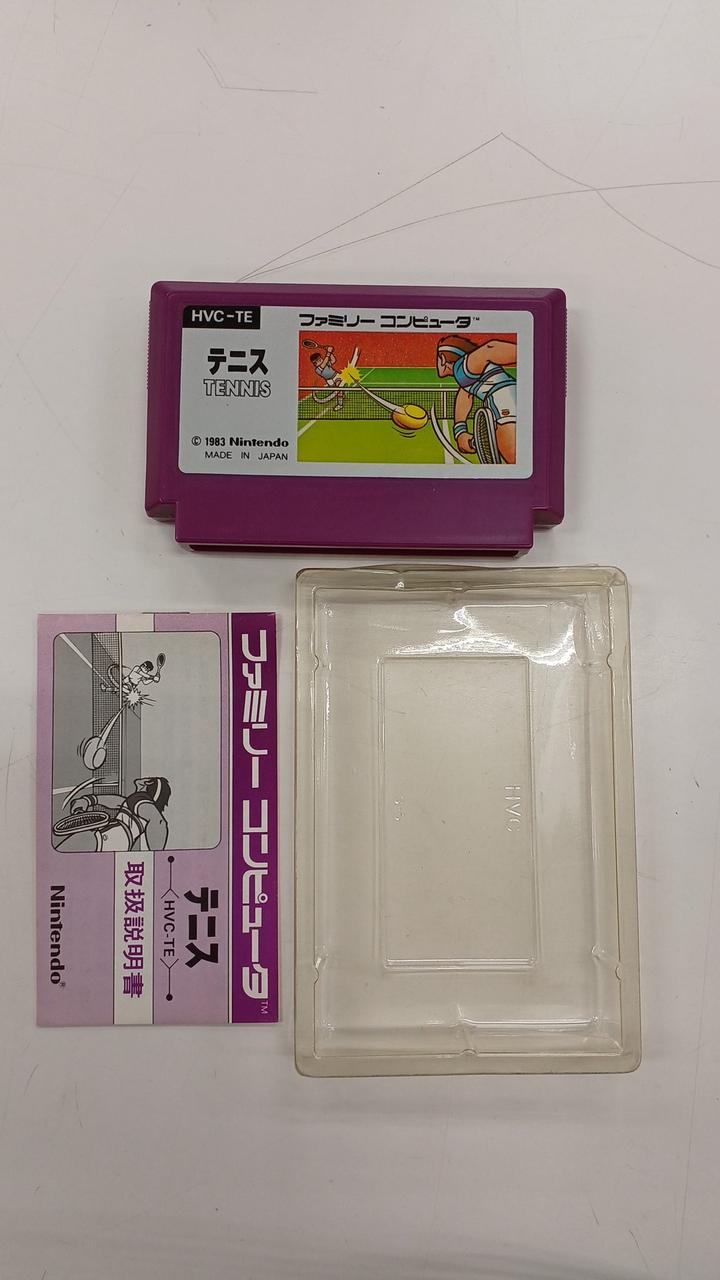 HVC-TE
ファミリー コンピュータ™
テニス
TENNIS
© 1983 Nintendo
MADE IN JAPAN
ファミリー コンピュータ™
テニス
HVC-TE
取扱説明書
Nintendo®
HVC